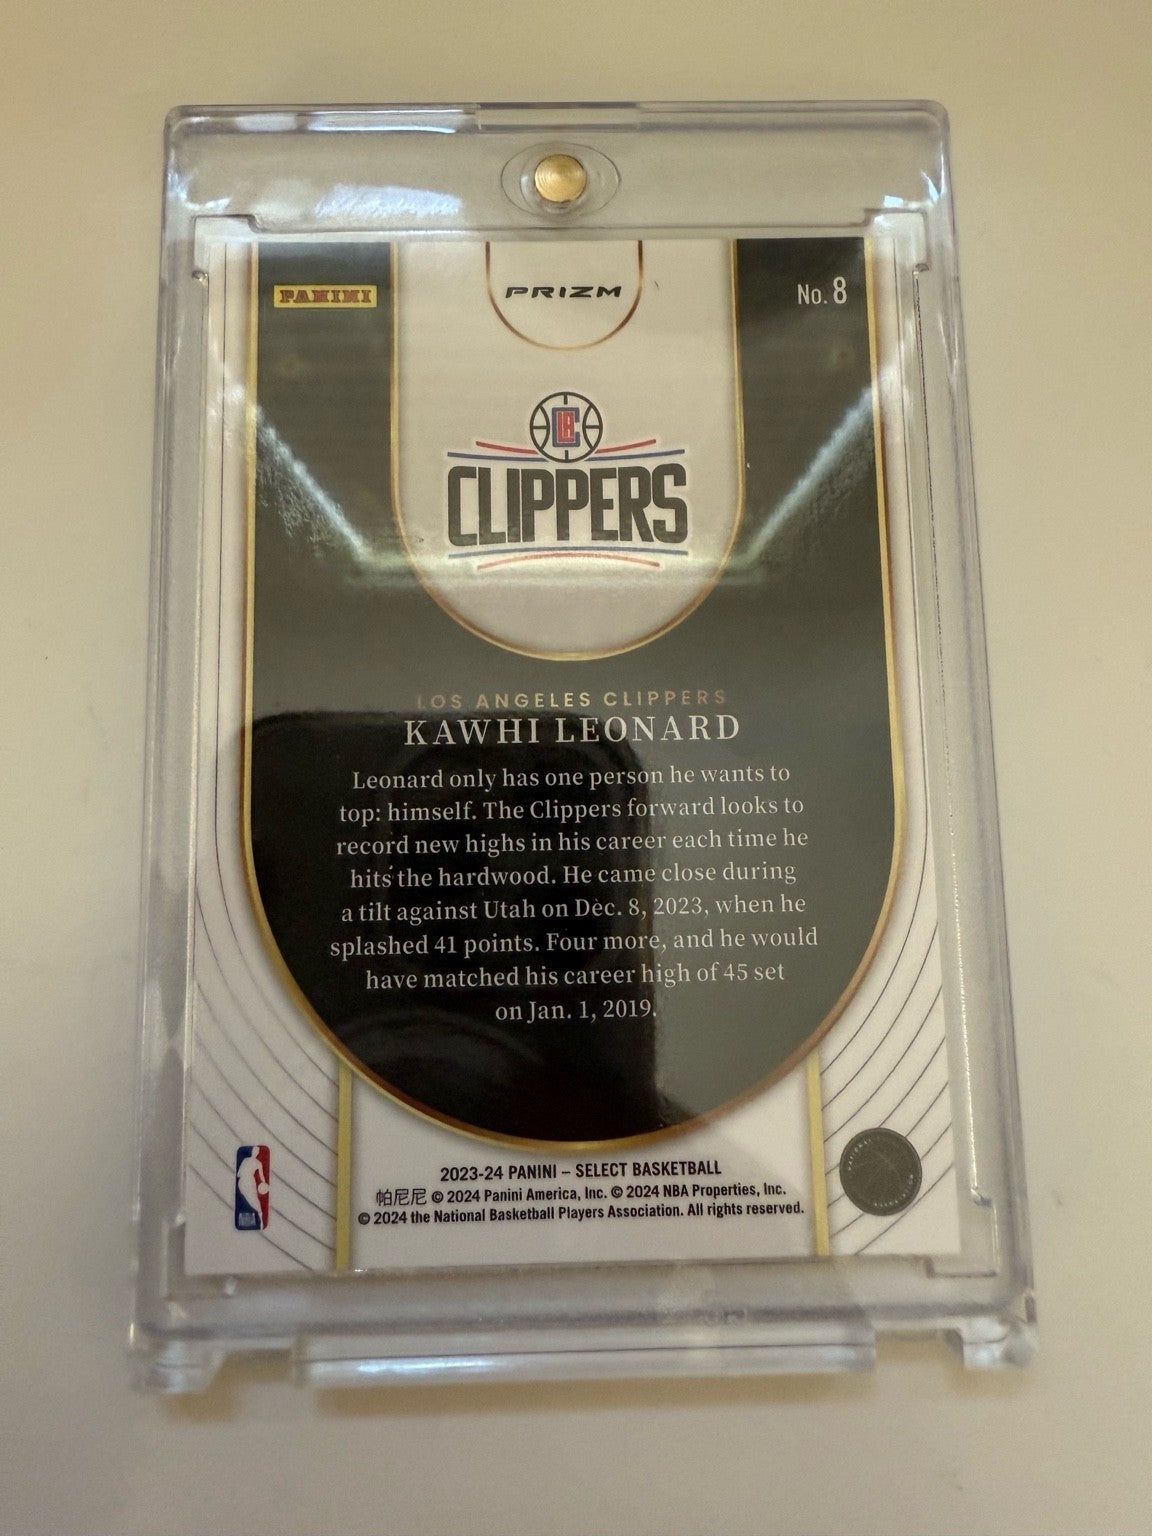 PANINI
PRIZM
No. 8
LA
CLIPPERS
LOS ANGELES CLIPPERS
KAWHI LEONARD
Leonard only has one person he wants to
top: himself. The Clippers forward looks to
record new highs in his career each time he
hits the hardwood. He came close during
a tilt against Utah on Dec. 8, 2023, when he
splashed 41 points. Four more, and he would
have matched his career high of 45 set
on Jan. 1, 2019.
2023-24 PANINI – SELECT BASKETBALL
帕尼尼 © 2024 Panini America, Inc. © 2024 NBA Properties, Inc.
© 2024 the National Basketball Players Association. All rights reserved.
NBA